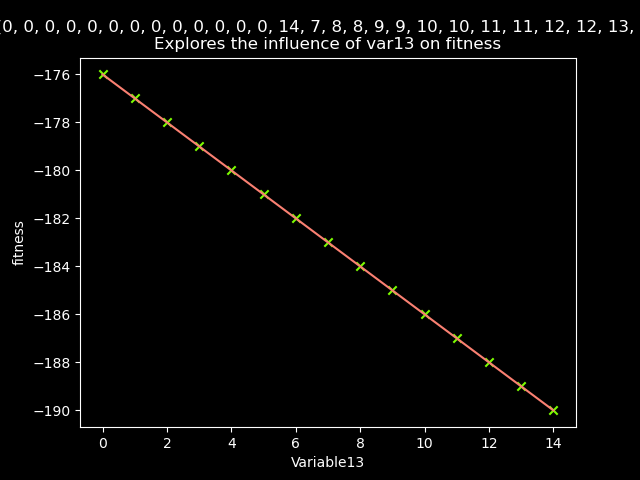 (0, 0, 0, 0, 0, 0, 0, 0, 0, 0, 0, 0, 0, 14, 7, 8, 8, 9, 9, 10, 10, 11, 11, 12, 12, 13,
Explores the influence of var13 on fitness
−176
−178
−180
−182
−184
−186
−188
−190
fitness
0 2 4 6 8 10 12 14
Variable13